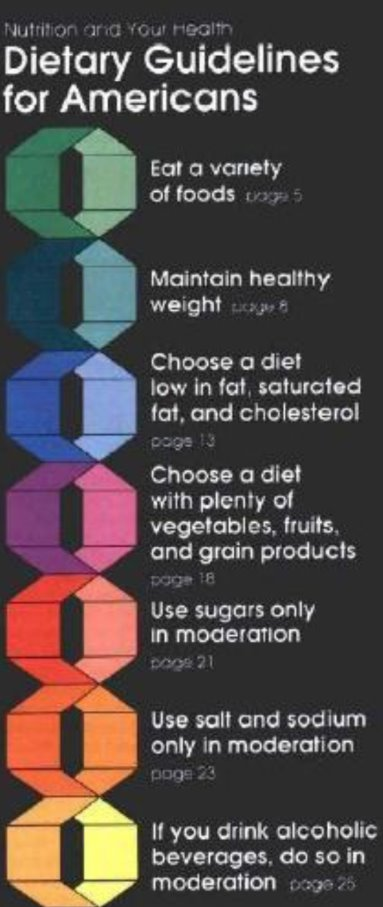 Nutrition and Your Health
Dietary Guidelines
for Americans
Eat a variety
of foods page 5
Maintain healthy
weight page 8
Choose a diet
low in fat, saturated
fat, and cholesterol
page 13
Choose a diet
with plenty of
vegetables, fruits,
and grain products
page 18
Use sugars only
in moderation
page 21
Use salt and sodium
only in moderation
page 23
If you drink alcoholic
beverages, do so in
moderation page 25